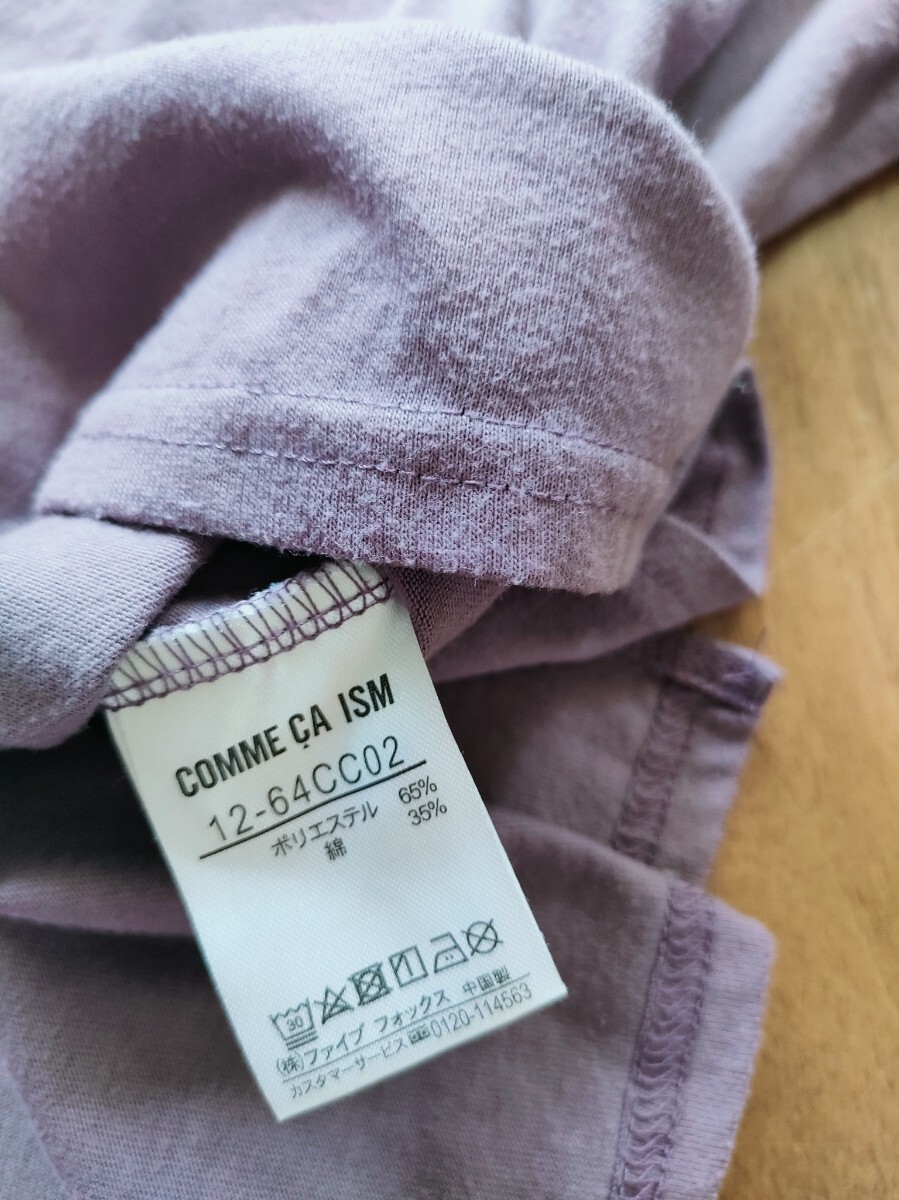 COMME ÇA ISM
12-64CC02
ポリエステル 65%
綿 35%
30
(株)ファイブ フォックス 中国製
カスタマーサービス 0120-114563